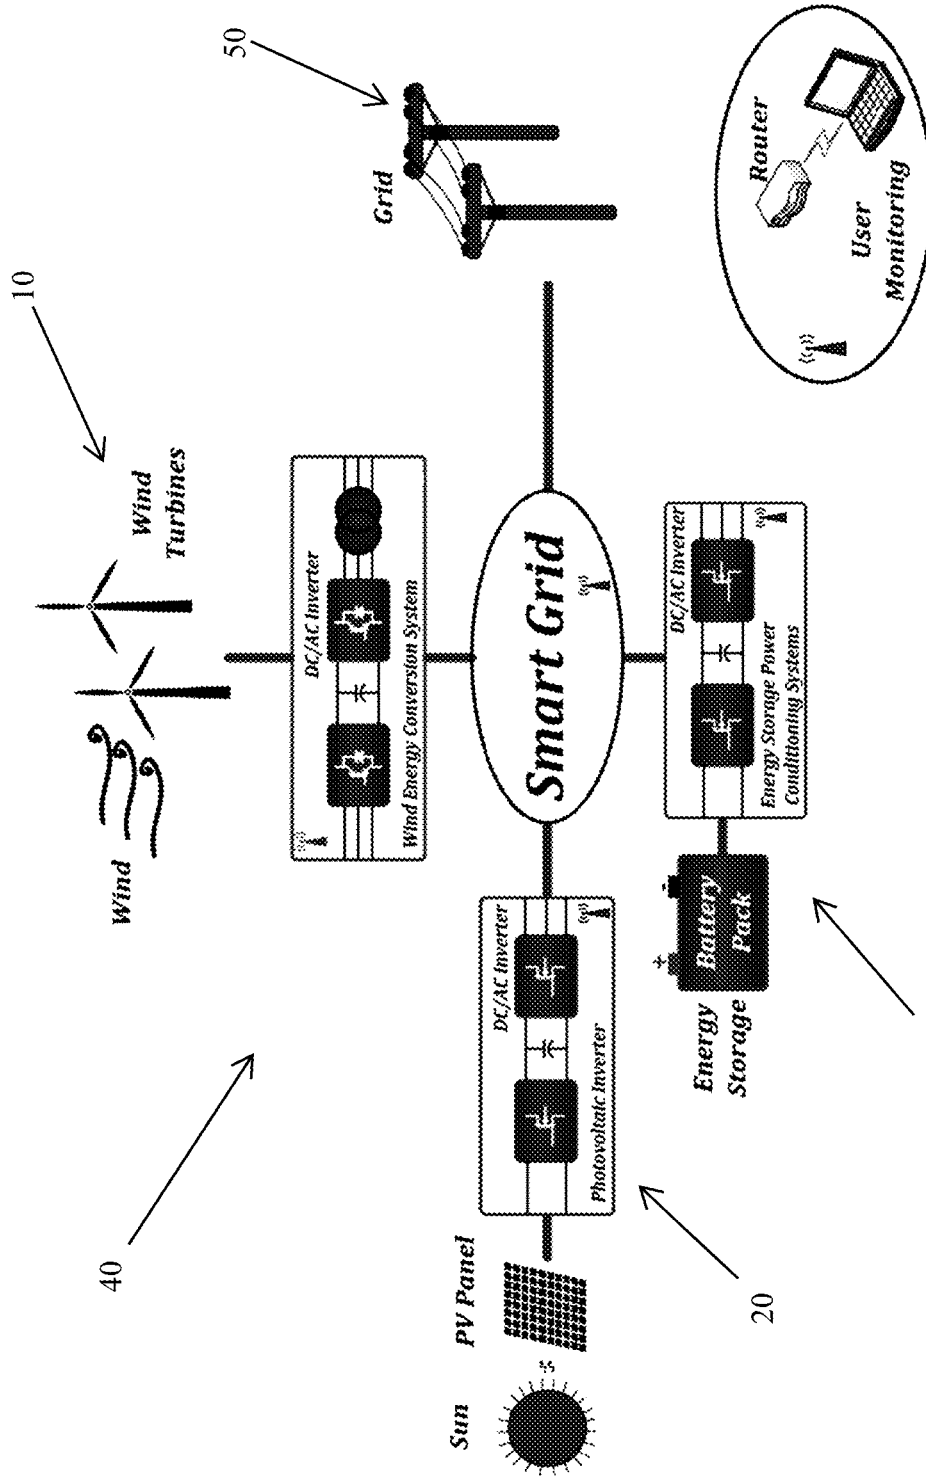 40
10
50
Wind
Wind
Turbines
Grid
DC/AC Inverter
Wind Energy Conversion System
Sun
PV Panel
DC/AC Inverter
Photovoltaic Inverter
Smart Grid
20
Energy
Storage
Battery
Pack
DC/AC Inverter
Energy Storage Power
Conditioning Systems
Router
User
Monitoring